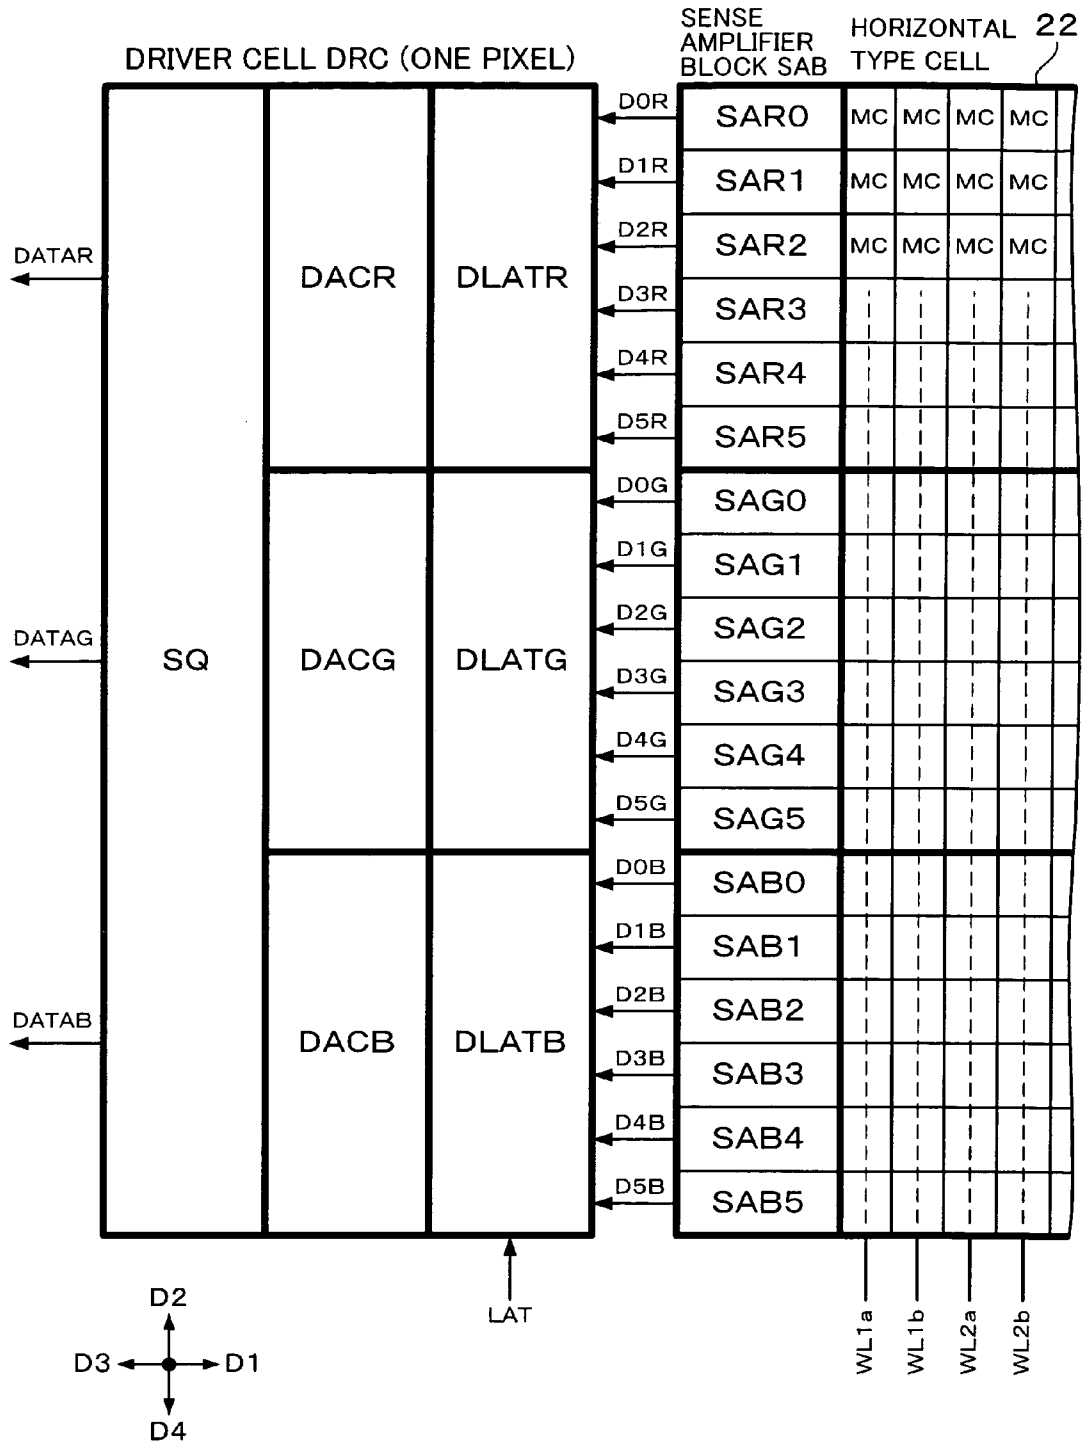 DRIVER CELL DRC (ONE PIXEL)
SENSE
AMPLIFIER
BLOCK SAB
HORIZONTAL
TYPE CELL
22
D0R
SAR0
MC MC MC MC
D1R
SAR1
MC MC MC MC
D2R
SAR2
MC MC MC MC
DATAR
DACR
DLATR
D3R
SAR3
D4R
SAR4
D5R
SAR5
D0G
SAG0
D1G
SAG1
D2G
SAG2
DATAG
SQ
DACG
DLATG
D3G
SAG3
D4G
SAG4
D5G
SAG5
D0B
SAB0
D1B
SAB1
D2B
SAB2
DATAB
DACB
DLATB
D3B
SAB3
D4B
SAB4
D5B
SAB5
LAT
WL1a
WL1b
WL2a
WL2b
D2
D3
D1
D4